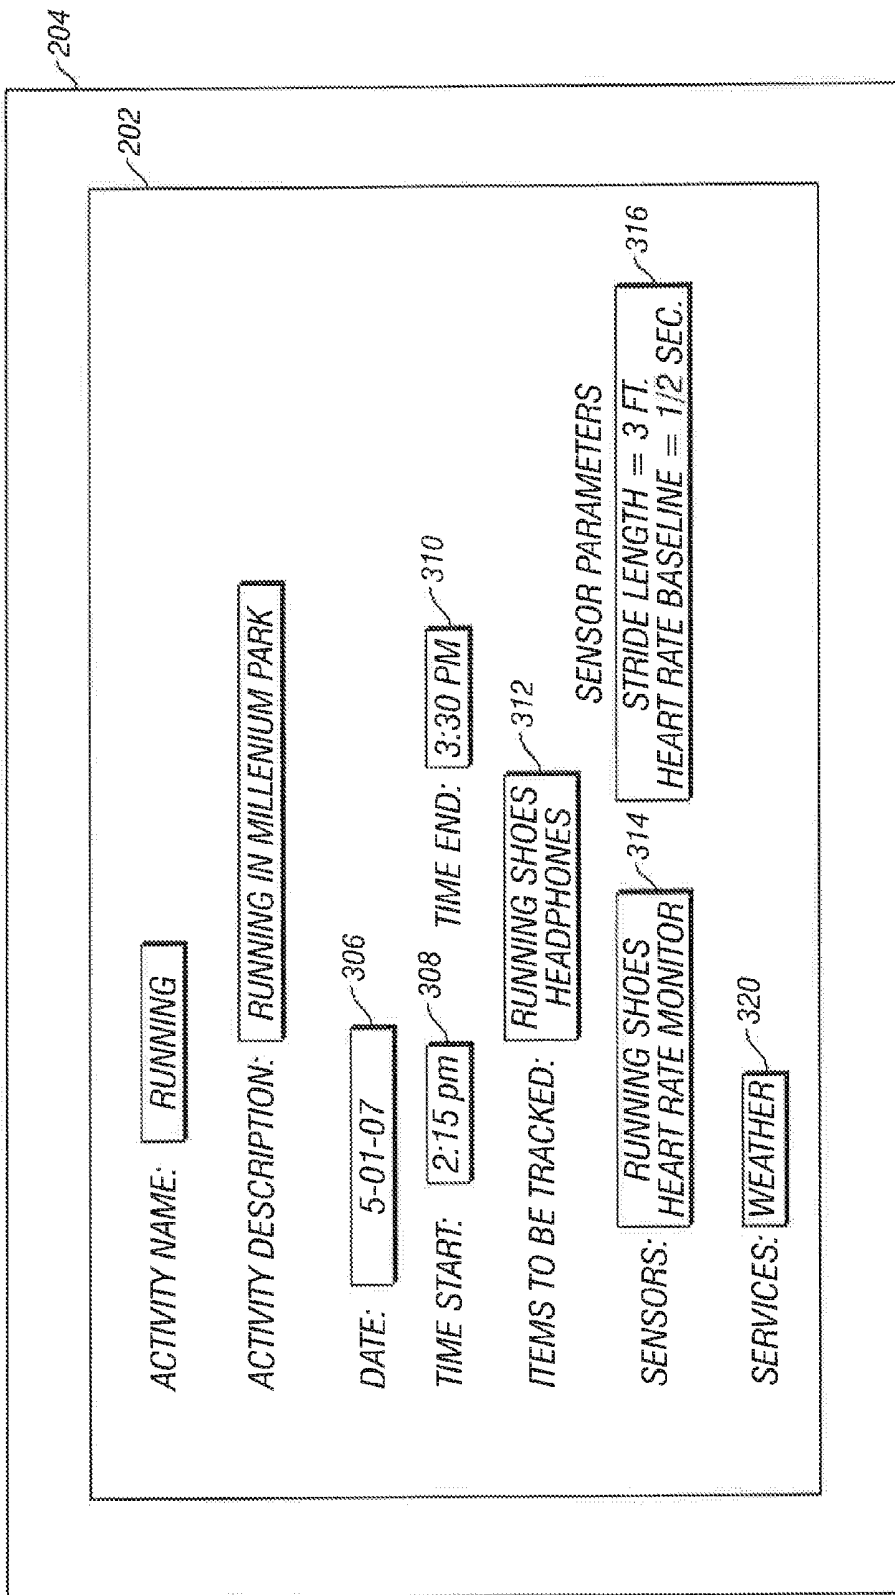 204
202
ACTIVITY NAME: RUNNING
ACTIVITY DESCRIPTION: RUNNING IN MILLENIUM PARK
306
DATE: 5-01-07
308 310
TIME START: 2:15 pm TIME END: 3:30 PM
312
ITEMS TO BE TRACKED: RUNNING SHOES
HEADPHONES
SENSOR PARAMETERS
314 316
SENSORS: RUNNING SHOES STRIDE LENGTH = 3 FT.
HEART RATE MONITOR HEART RATE BASELINE = 1/2 SEC.
320
SERVICES: WEATHER